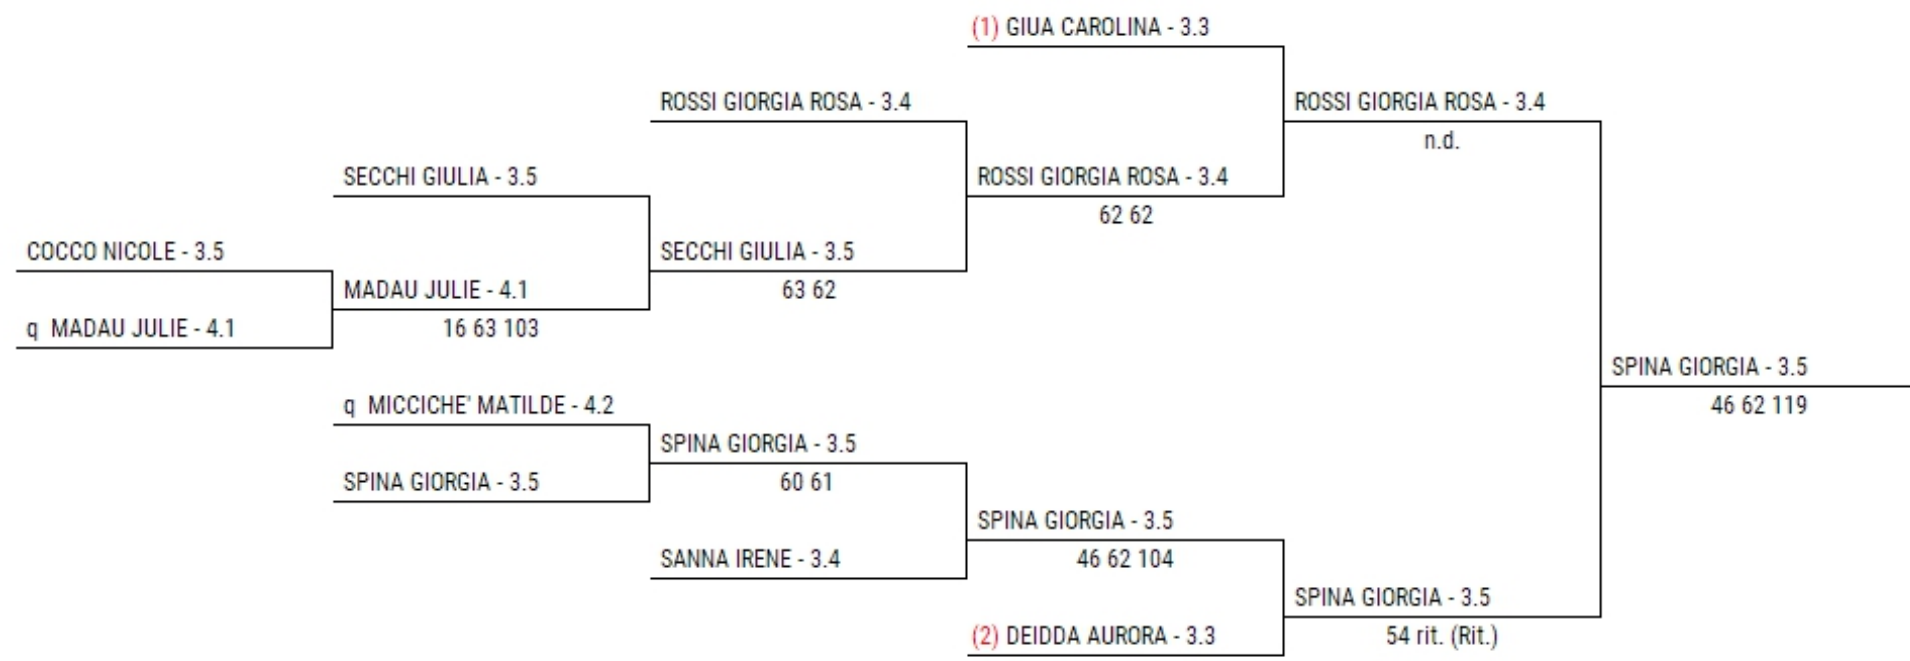 (1) GIUA CAROLINA - 3.3
ROSSI GIORGIA ROSA - 3.4
ROSSI GIORGIA ROSA - 3.4
n.d.
SECCHI GIULIA - 3.5
ROSSI GIORGIA ROSA - 3.4
62 62
COCCO NICOLE - 3.5
SECCHI GIULIA - 3.5
63 62
MADAU JULIE - 4.1
16 63 103
q MADAU JULIE - 4.1
SPINA GIORGIA - 3.5
46 62 119
q MICCICHE' MATILDE - 4.2
SPINA GIORGIA - 3.5
60 61
SPINA GIORGIA - 3.5
SPINA GIORGIA - 3.5
46 62 104
SANNA IRENE - 3.4
SPINA GIORGIA - 3.5
54 rit. (Rit.)
(2) DEIDDA AURORA - 3.3